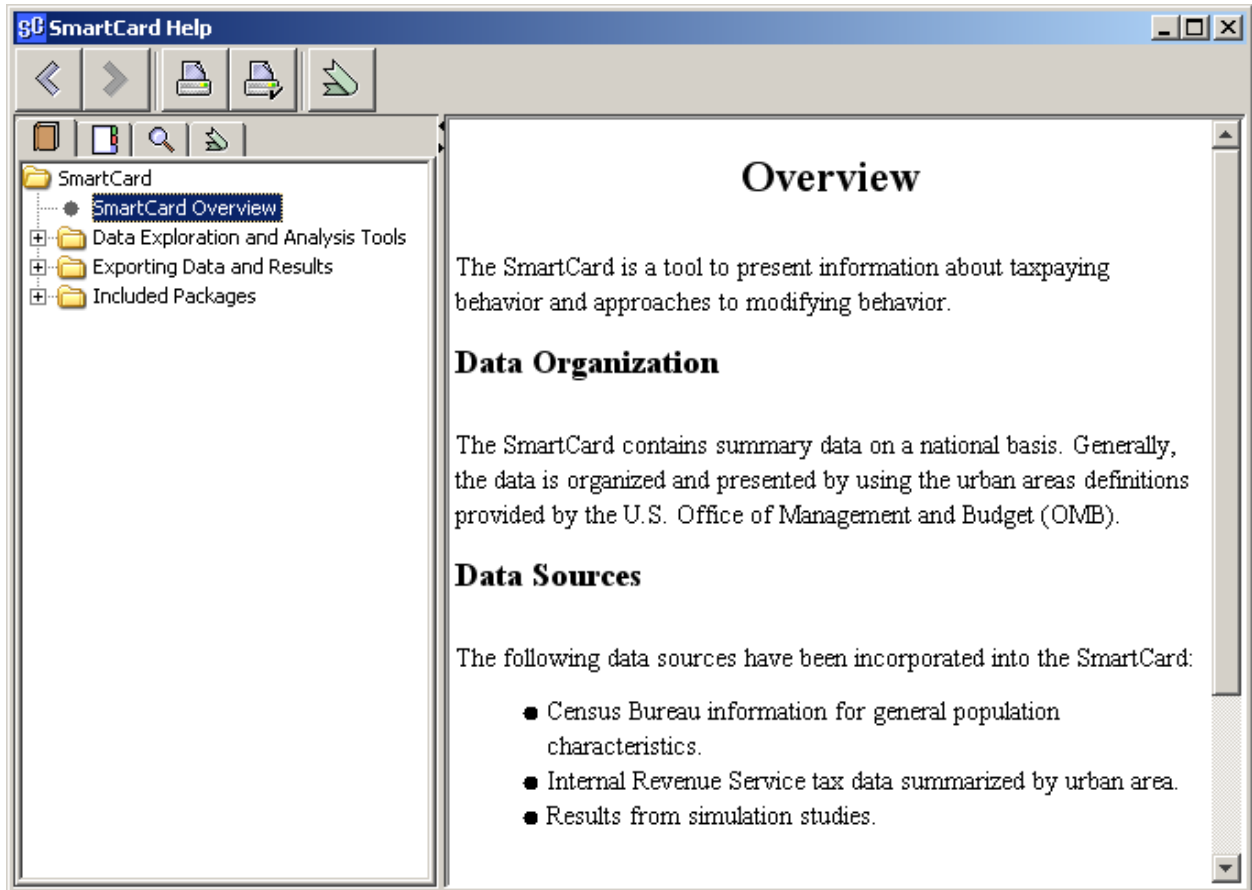 SC SmartCard Help
SmartCard
SmartCard Overview
Data Exploration and Analysis Tools
Exporting Data and Results
Included Packages
Overview
The SmartCard is a tool to present information about taxpaying
behavior and approaches to modifying behavior.
Data Organization
The SmartCard contains summary data on a national basis. Generally,
the data is organized and presented by using the urban areas definitions
provided by the U.S. Office of Management and Budget (OMB).
Data Sources
The following data sources have been incorporated into the SmartCard:
Census Bureau information for general population
characteristics.
Internal Revenue Service tax data summarized by urban area.
Results from simulation studies.